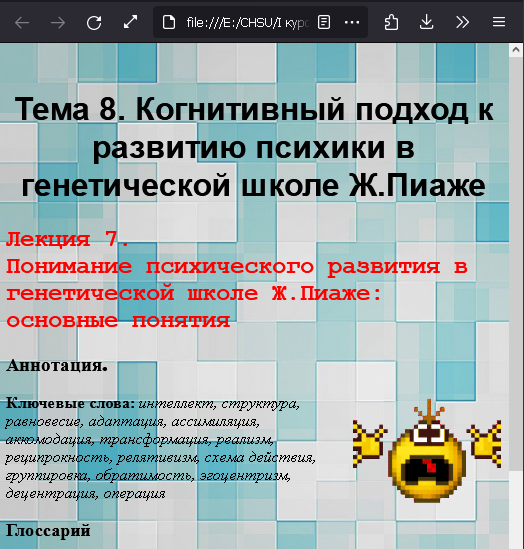 file:///E:/CHSU/I курс
Тема 8. Когнитивный подход к
развитию психики в
генетической школе Ж.Пиаже
Лекция 7.
Понимание психического развития в
генетической школе Ж.Пиаже:
основные понятия
Аннотация.
Ключевые слова: интеллект, структура,
равновесие, адаптация, ассимиляция,
аккомодация, трансформация, реализм,
реципрокность, релятивизм, схема действия,
группировка, обратимость, эгоцентризм,
децентрация, операция
Глоссарий